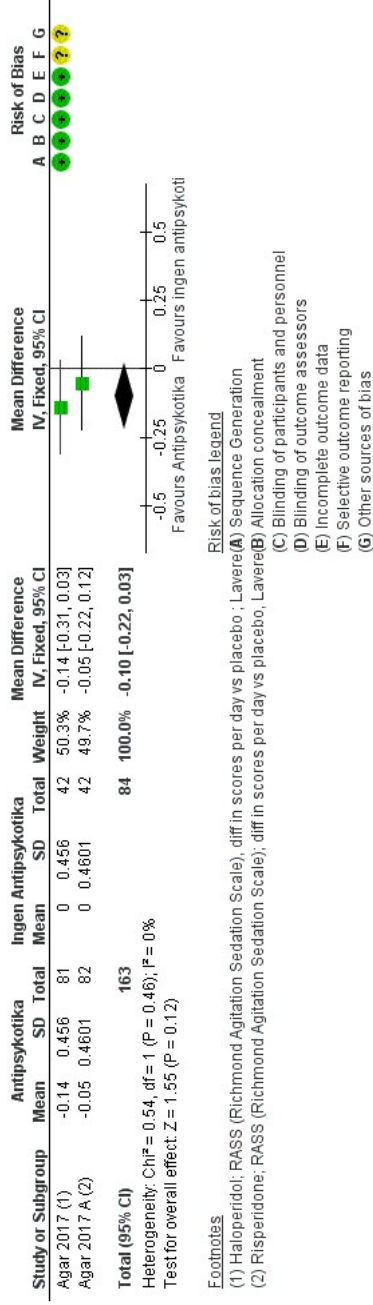 Antipsykotika Ingen Antipsykotika Mean Difference Mean Difference Risk of Bias
Study or Subgroup Mean SD Total Mean SD Total Weight IV, Fixed, 95% CI IV, Fixed, 95% CI A B C D E F G
Agar 2017 (1) -0.14 0.456 81 0 0.456 42 50.3% -0.14 [-0.31, 0.03] + + + + + ? ?
Agar 2017 A (2) -0.05 0.4601 82 0 0.4601 42 49.7% -0.05 [-0.22, 0.12]
Total (95% CI) 163 84 100.0% -0.10 [-0.22, 0.03]
Heterogeneity: Chi² = 0.54, df = 1 (P = 0.46); I² = 0%
Test for overall effect: Z = 1.55 (P = 0.12)
-0.5 -0.25 0 0.25 0.5
Favours Antipsykotika Favours ingen antipsykoti
Footnotes
(1) Haloperidol; RASS (Richmond Agitation Sedation Scale), diff in scores per day vs placebo ; Lavere
(2) Risperidone; RASS (Richmond Agitation Sedation Scale); diff in scores per day vs placebo, Lavere
Risk of bias legend
(A) Sequence Generation
(B) Allocation concealment
(C) Blinding of participants and personnel
(D) Blinding of outcome assessors
(E) Incomplete outcome data
(F) Selective outcome reporting
(G) Other sources of bias